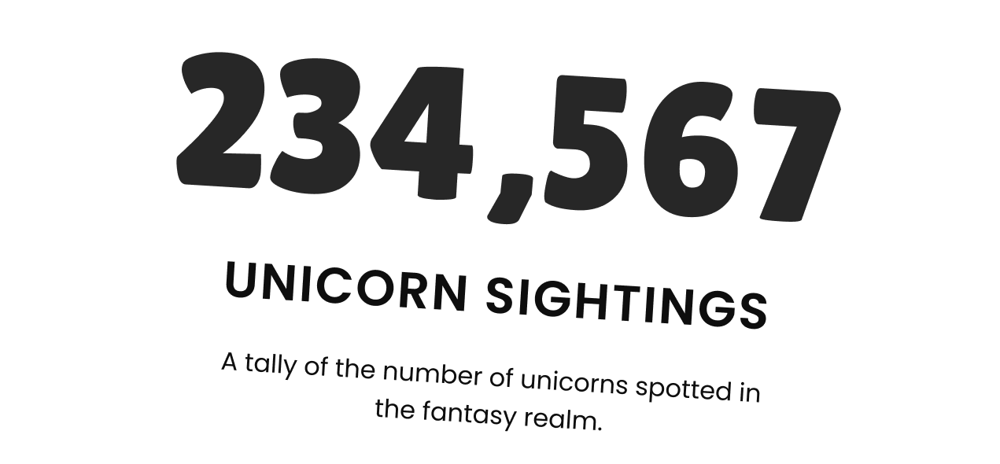 234,567
UNICORN SIGHTINGS
A tally of the number of unicorns spotted in
the fantasy realm.